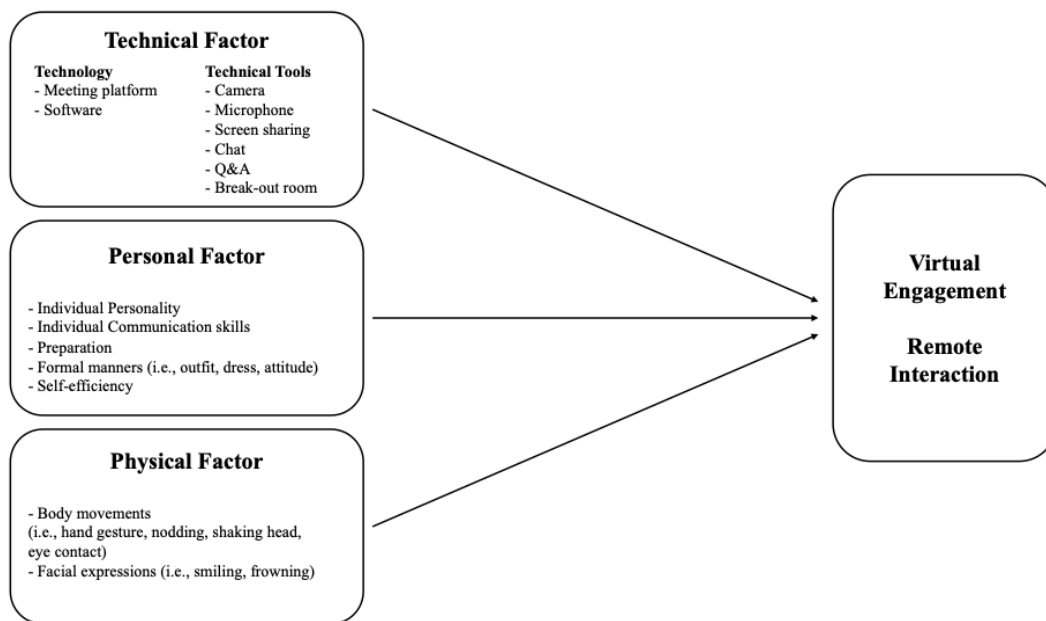 Technical Factor
Technology
- Meeting platform
- Software
Technical Tools
- Camera
- Microphone
- Screen sharing
- Chat
- Q&A
- Break-out room
Personal Factor
- Individual Personality
- Individual Communication skills
- Preparation
- Formal manners (i.e., outfit, dress, attitude)
- Self-efficiency
Physical Factor
- Body movements
(i.e., hand gesture, nodding, shaking head,
eye contact)
- Facial expressions (i.e., smiling, frowning)
Virtual
Engagement
Remote
Interaction